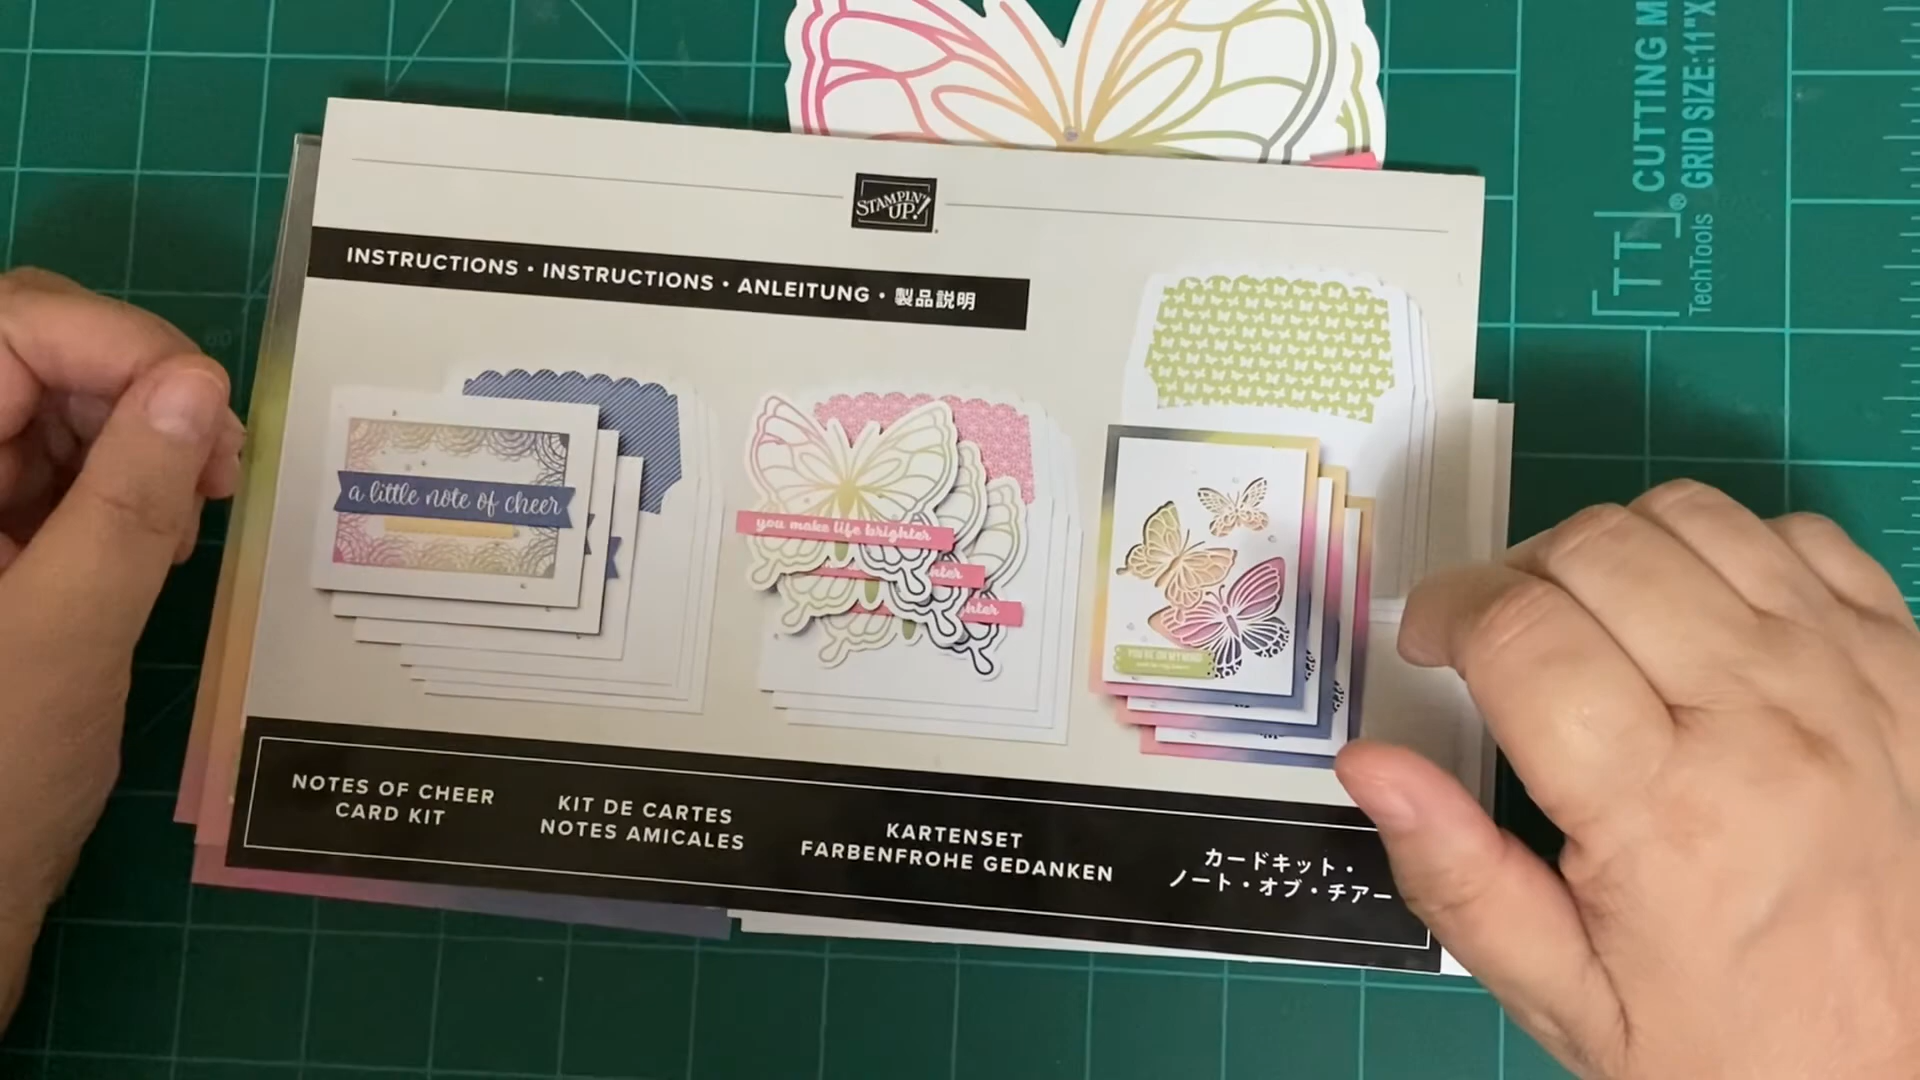 STAMPIN' UP!
INSTRUCTIONS • INSTRUCTIONS • ANLEITUNG • 製品説明
a little note of cheer
you make life brighter
hter
ghter
NOTES OF CHEER
CARD KIT
KIT DE CARTES
NOTES AMICALES
KARTENSET
FARBENFROHE GEDANKEN
カードキット・
ノート・オブ・チアー
CUTTING M
GRID SIZE:11"X
TT
TechTools®